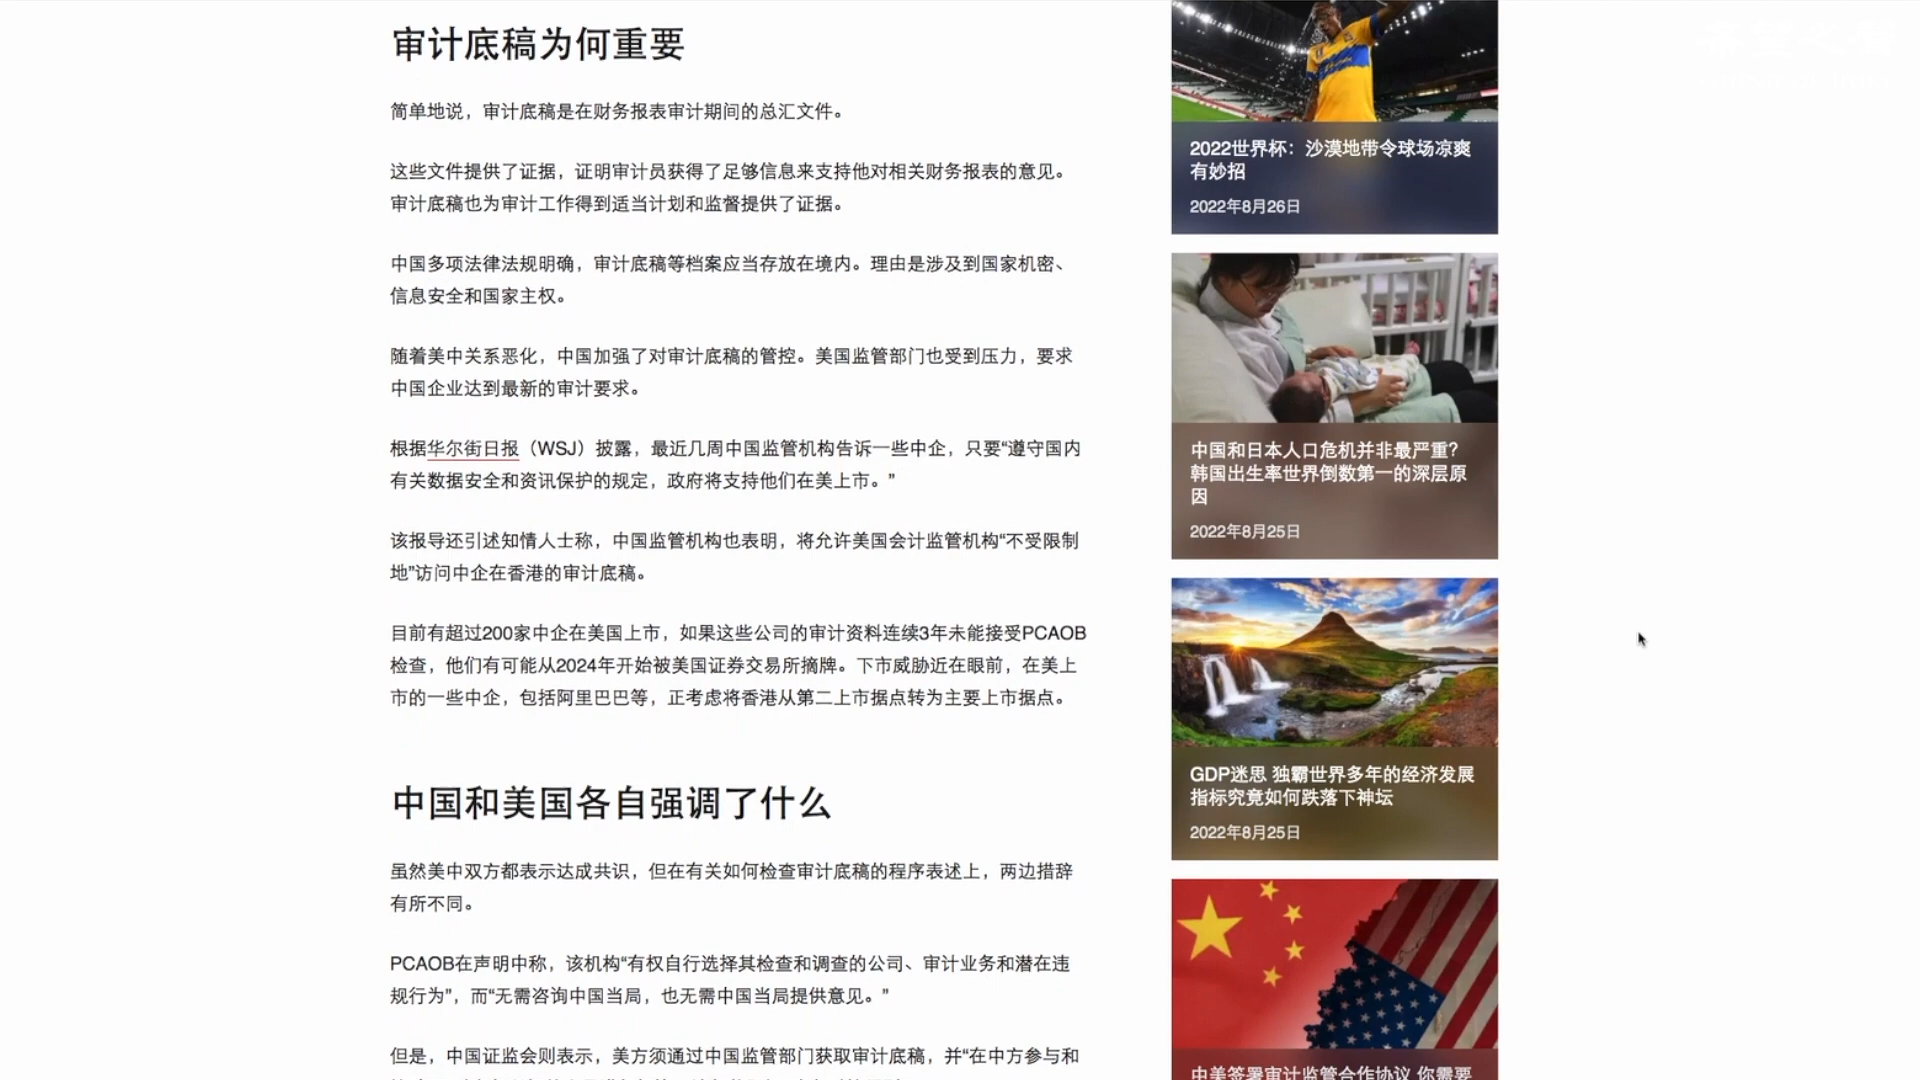 审计底稿为何重要
简单地说，审计底稿是在财务报表审计期间的总汇文件。
这些文件提供了证据，证明审计员获得了足够信息来支持他对相关财务报表的意见。
审计底稿也为审计工作得到适当计划和监督提供了证据。
中国多项法律法规明确，审计底稿等档案应当存放在境内。理由是涉及到国家机密、
信息安全和国家主权。
随着美中关系恶化，中国加强了对审计底稿的管控。美国监管部门也受到压力，要求
中国企业达到最新的审计要求。
根据华尔街日报（WSJ）披露，最近几周中国监管机构告诉一些中企，只要“遵守国内
有关数据安全和资讯保护的规定，政府将支持他们在美上市。”
该报导还引述知情人士称，中国监管机构也表明，将允许美国会计监管机构“不受限制
地”访问中企在香港的审计底稿。
目前有超过200家中企在美国上市，如果这些公司的审计资料连续3年未能接受PCAOB
检查，他们有可能从2024年开始被美国证券交易所摘牌。下市威胁近在眼前，在美上
市的一些中企，包括阿里巴巴等，正考虑将香港从第二上市据点转为主要上市据点。
中国和美国各自强调了什么
虽然美中双方都表示达成共识，但在有关如何检查审计底稿的程序表述上，两边措辞
有所不同。
PCAOB在声明中称，该机构“有权自行选择其检查和调查的公司、审计业务和潜在违
规行为”，而“无需咨询中国当局，也无需中国当局提供意见。”
但是，中国证监会则表示，美方须通过中国监管部门获取审计底稿，并“在中方参与和
2022世界杯：沙漠地带令球场凉爽
有妙招
2022年8月26日
中国和日本人口危机并非最严重？
韩国出生率世界倒数第一的深层原
因
2022年8月25日
GDP迷思 独霸世界多年的经济发展
指标究竟如何跌落下神坛
2022年8月25日
中美签署审计监管合作协议 你需要